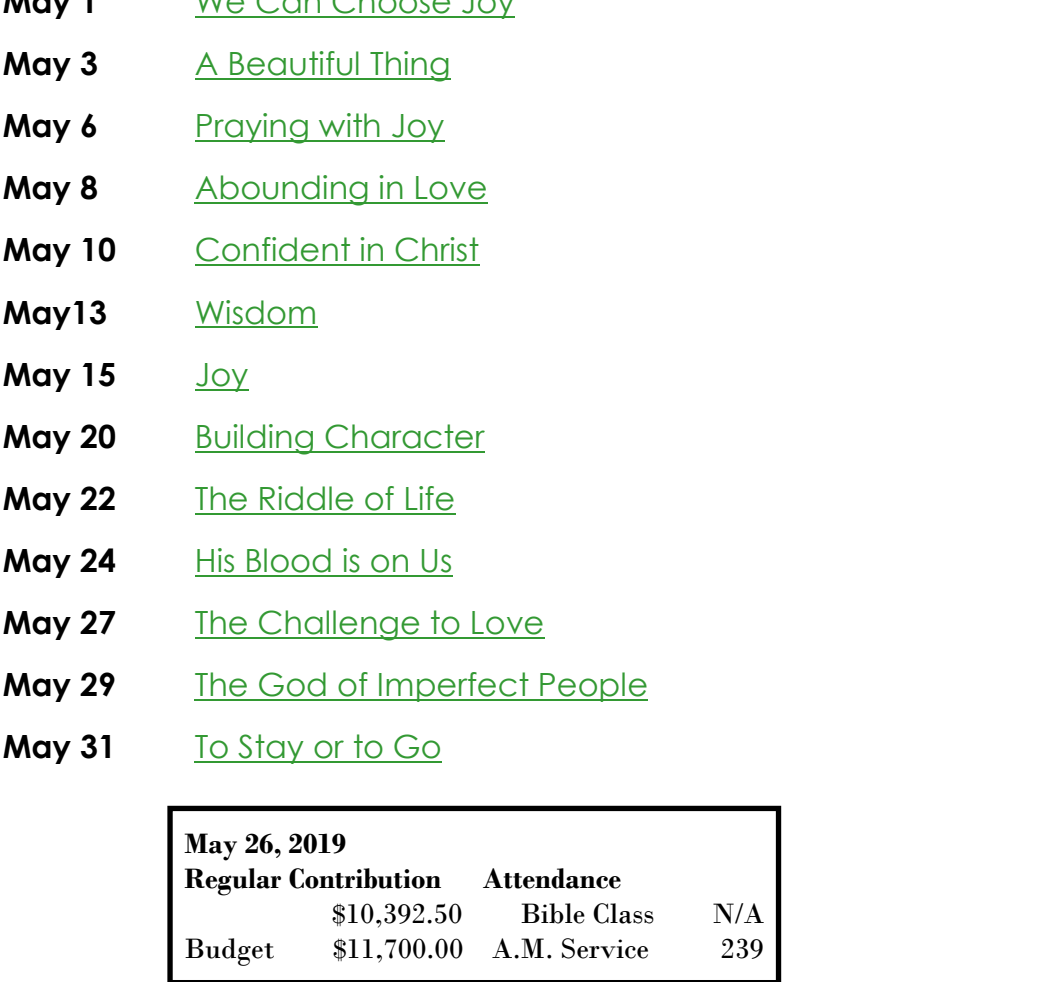 May 1 We Can Choose Joy
May 3 A Beautiful Thing
May 6 Praying with Joy
May 8 Abounding in Love
May 10 Confident in Christ
May13 Wisdom
May 15 Joy
May 20 Building Character
May 22 The Riddle of Life
May 24 His Blood is on Us
May 27 The Challenge to Love
May 29 The God of Imperfect People
May 31 To Stay or to Go
May 26, 2019
Regular Contribution Attendance
$10,392.50 Bible Class N/A
Budget $11,700.00 A.M. Service 239